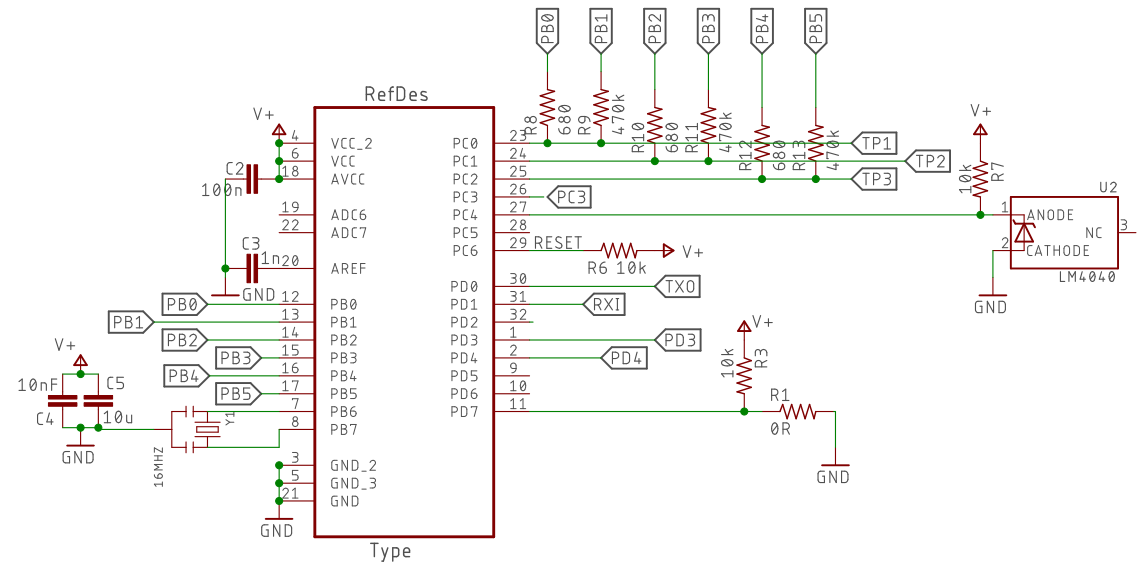 PB0 PB1 PB2 PB3 PB4 PB5
R8 680 R9 470k R10 680 R11 470k R12 680 R13 470k
TP1
TP2
TP3
RefDes
V+
4 VCC_2 PC0 23
6 VCC PC1 24
18 AVCC PC2 25
C2
100n
PC3 26 PC3
19 ADC6 PC4 27
22 ADC7 PC5 28
PC6 29 RESET
R6 10k
V+
C3
1n
20 AREF
GND
PD0 30 TXO
PB0 12 PB0 PD1 31 RXI
PB1 13 PB1 PD2 32
PB2 14 PB2 PD3 1 PD3
PB3 15 PB3 PD4 2 PD4
PB4 16 PB4 PD5 9
PB5 17 PB5 PD6 10
7 PB6 PD7 11
8 PB7
3 GND_2
5 GND_3
21 GND
GND
Type
V+
10nF C5
C4 10u
GND
Y1
16MHZ
V+
10k R3
R1
0R
GND
V+
10k R7
U2
1 ANODE
NC 3
2 CATHODE
LM4040
GND